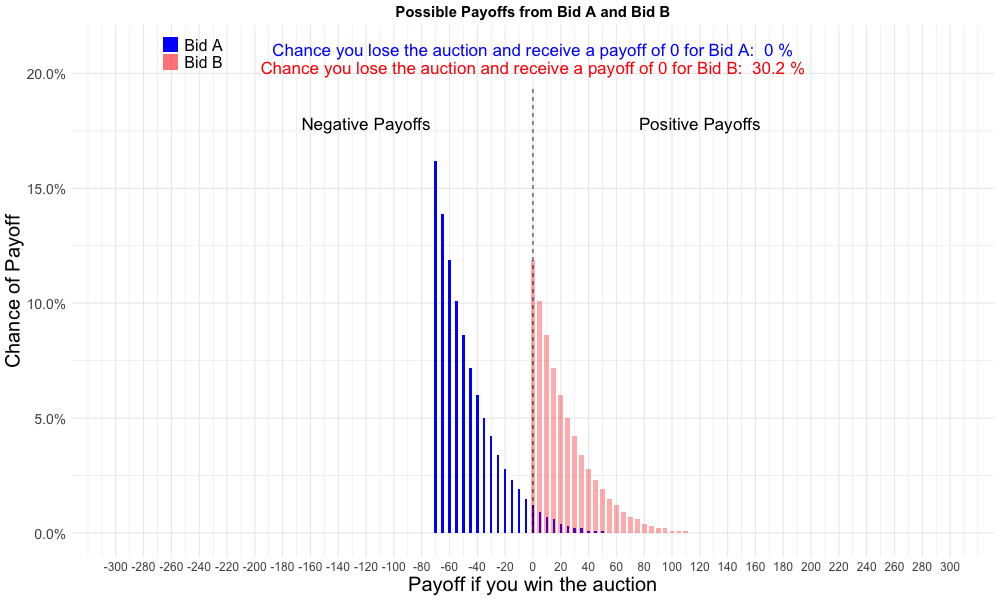 Possible Payoffs from Bid A and Bid B
Bid A
Bid B
Chance you lose the auction and receive a payoff of 0 for Bid A:  0 %
Chance you lose the auction and receive a payoff of 0 for Bid B:  30.2 %
Negative Payoffs
Positive Payoffs
Chance of Payoff
20.0%
15.0%
10.0%
5.0%
0.0%
-300 -280 -260 -240 -220 -200 -180 -160 -140 -120 -100 -80 -60 -40 -20 0 20 40 60 80 100 120 140 160 180 200 220 240 260 280 300
Payoff if you win the auction